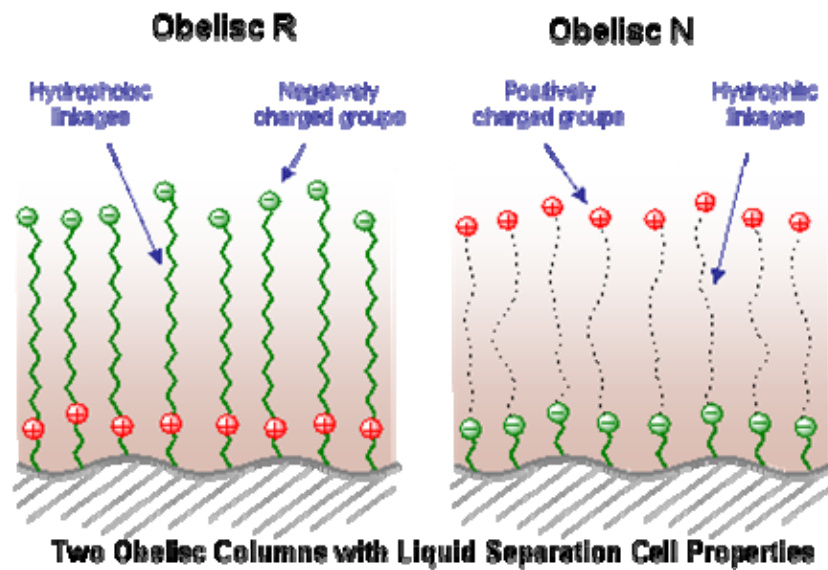 Obelisc R
Obelisc N
Hydrophobic
linkages
Negatively
charged groups
Positively
charged groups
Hydrophilic
linkages
Two Obelisc Columns with Liquid Separation Cell Properties